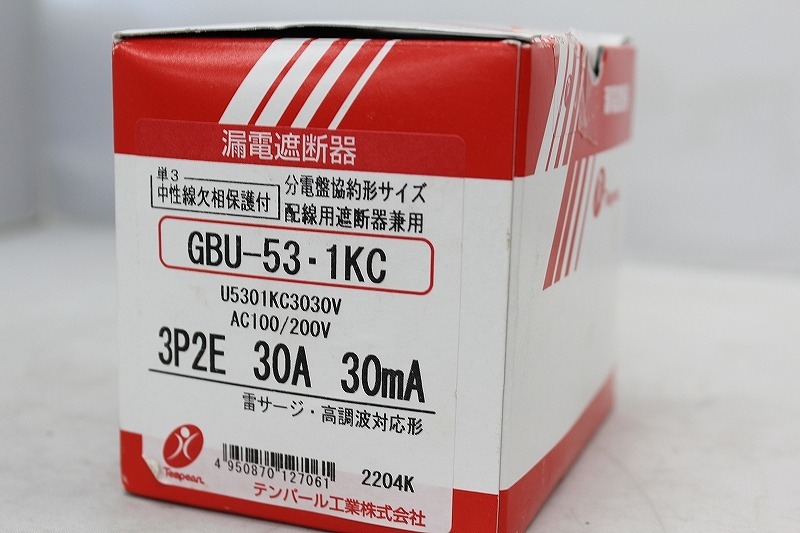 漏電遮断器
単3
中性線欠相保護付
分電盤協約形サイズ
配線用遮断器兼用
GBU-53・1KC
U5301KC3030V
AC100/200V
3P2E 30A 30mA
雷サージ・高調波対応形
Tempearl
4 950870 127061
2204K
テンパール工業株式会社